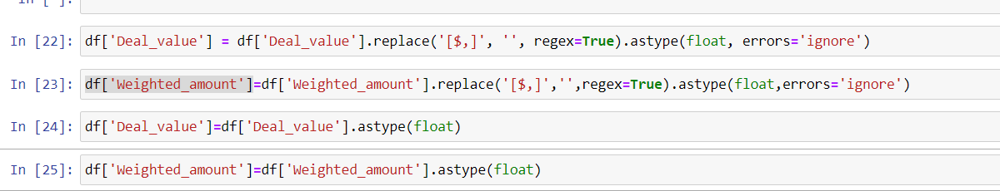 In [ ]:
In [22]: df['Deal_value'] = df['Deal_value'].replace('[$,]', '', regex=True).astype(float, errors='ignore')
In [23]: df['Weighted_amount']=df['Weighted_amount'].replace('[$,]','',regex=True).astype(float,errors='ignore')
In [24]: df['Deal_value']=df['Deal_value'].astype(float)
In [25]: df['Weighted_amount']=df['Weighted_amount'].astype(float)